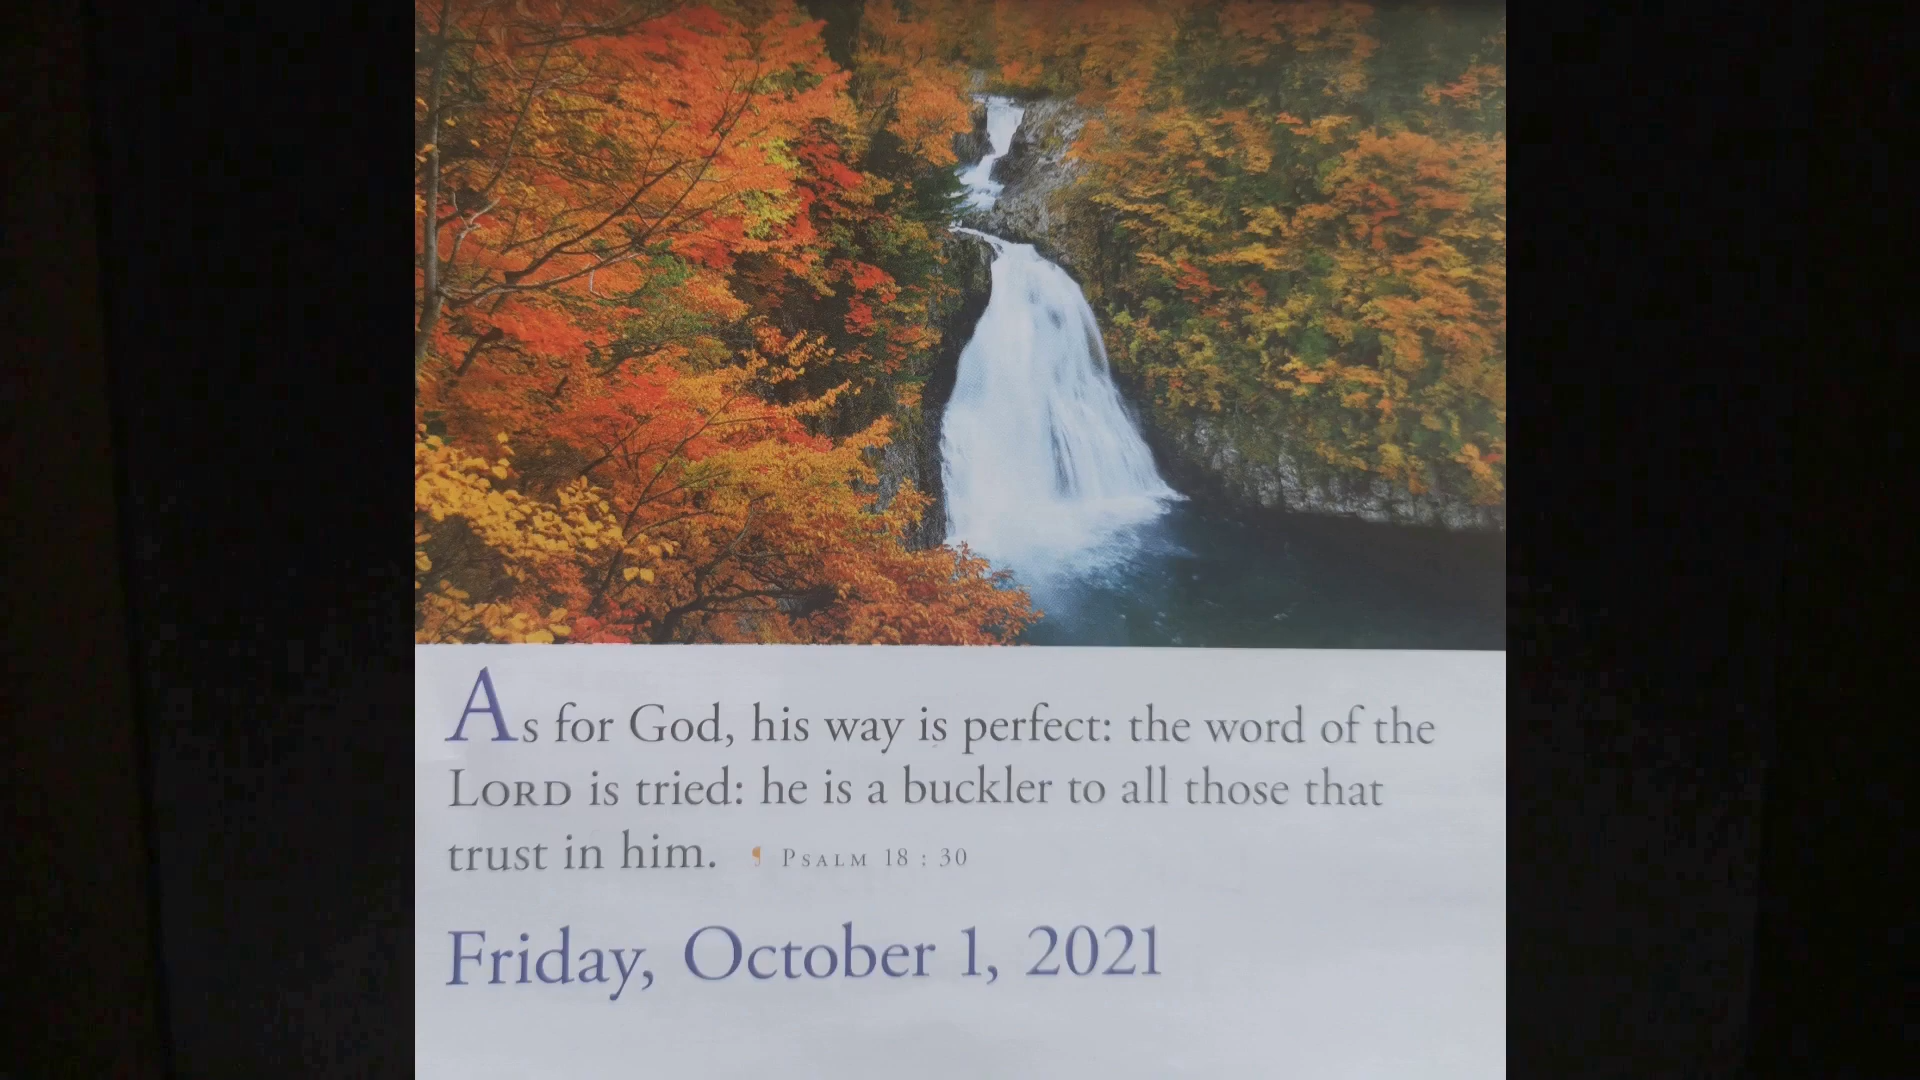 As for God, his way is perfect: the word of the
LORD is tried: he is a buckler to all those that
trust in him. ¶ PSALM 18 : 30
Friday, October 1, 2021